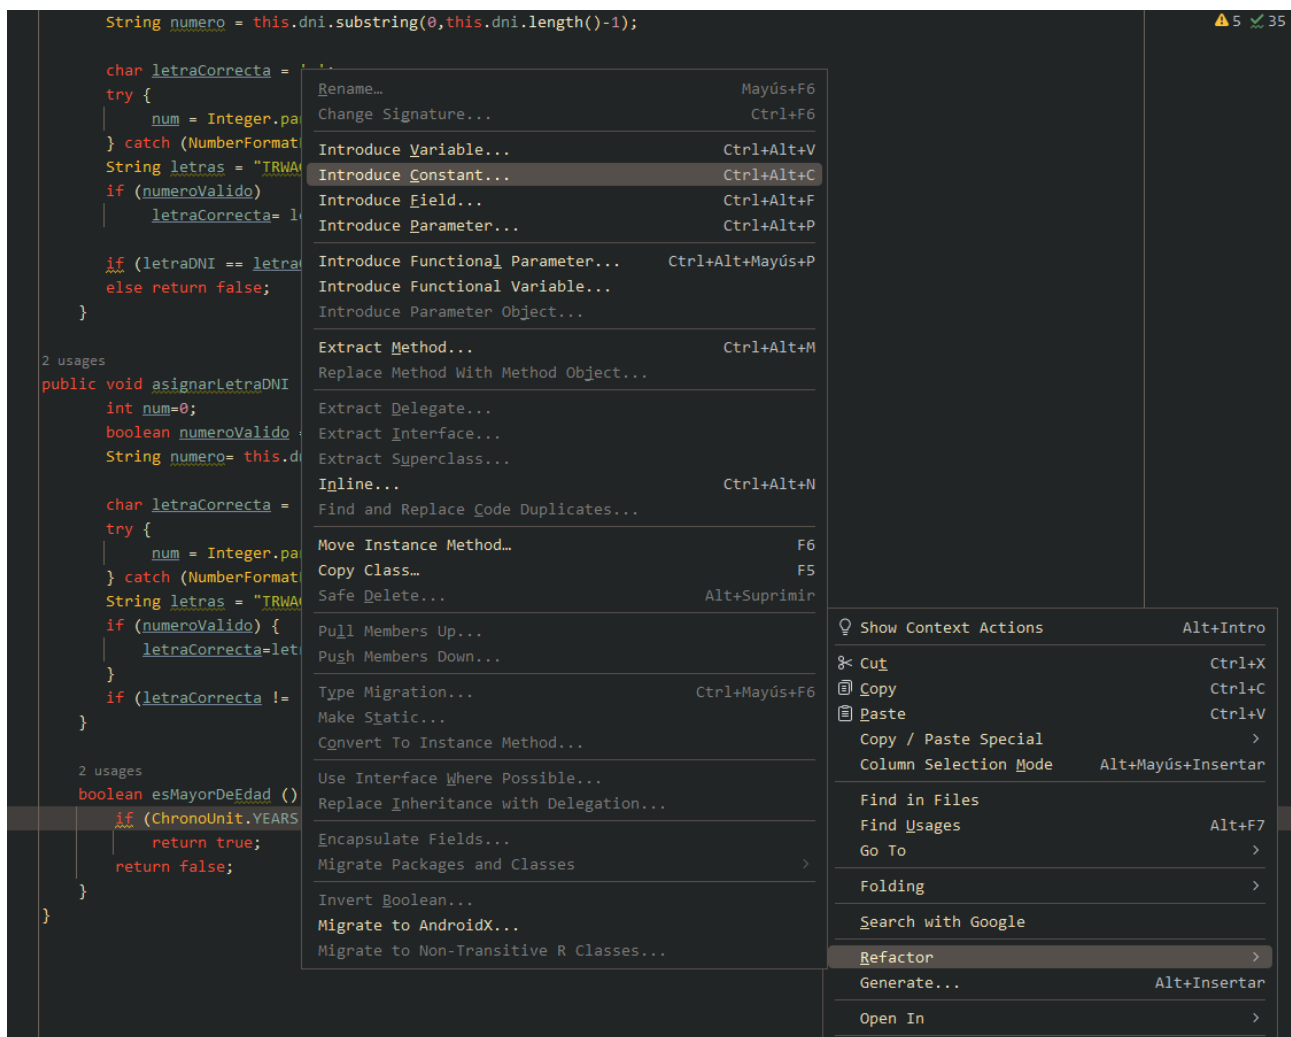 String numero = this.dni.substring(0,this.dni.length()-1);
5 35
char letraCorrecta = ' ';
try {
num = Integer.pa
} catch (NumberFormat
String letras = "TRWA
if (numeroValido)
letraCorrecta= l
if (letraDNI == letra
else return false;
}
2 usages
public void asignarLetraDNI
int num=0;
boolean numeroValido
String numero= this.d
char letraCorrecta =
try {
num = Integer.pa
} catch (NumberFormat
String letras = "TRWA
if (numeroValido) {
letraCorrecta=let
}
if (letraCorrecta !=
}
2 usages
boolean esMayorDeEdad ()
if (ChronoUnit.YEARS
return true;
return false;
}
}
Rename… Mayús+F6
Change Signature... Ctrl+F6
Introduce Variable... Ctrl+Alt+V
Introduce Constant... Ctrl+Alt+C
Introduce Field... Ctrl+Alt+F
Introduce Parameter... Ctrl+Alt+P
Introduce Functional Parameter... Ctrl+Alt+Mayús+P
Introduce Functional Variable...
Introduce Parameter Object...
Extract Method... Ctrl+Alt+M
Replace Method With Method Object...
Extract Delegate...
Extract Interface...
Extract Superclass...
Inline... Ctrl+Alt+N
Find and Replace Code Duplicates...
Move Instance Method… F6
Copy Class… F5
Safe Delete... Alt+Suprimir
Pull Members Up...
Push Members Down...
Type Migration... Ctrl+Mayús+F6
Make Static...
Convert To Instance Method...
Use Interface Where Possible...
Replace Inheritance with Delegation...
Encapsulate Fields...
Migrate Packages and Classes
Invert Boolean...
Migrate to AndroidX...
Migrate to Non-Transitive R Classes...
Show Context Actions Alt+Intro
Cut Ctrl+X
Copy Ctrl+C
Paste Ctrl+V
Copy / Paste Special
Column Selection Mode Alt+Mayús+Insertar
Find in Files
Find Usages Alt+F7
Go To
Folding
Search with Google
Refactor
Generate... Alt+Insertar
Open In